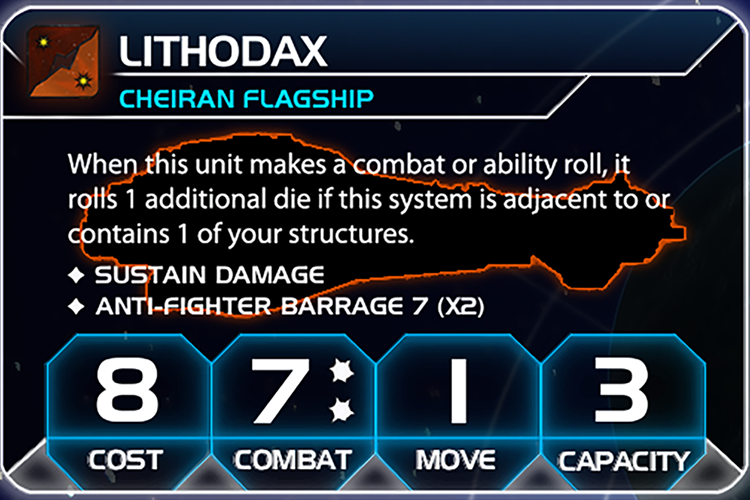 LITHODAX
CHEIRAN FLAGSHIP
When this unit makes a combat or ability roll, it
rolls 1 additional die if this system is adjacent to or
contains 1 of your structures.
SUSTAIN DAMAGE
ANTI-FIGHTER BARRAGE 7 (X2)
8 7 1 3
COST COMBAT MOVE CAPACITY